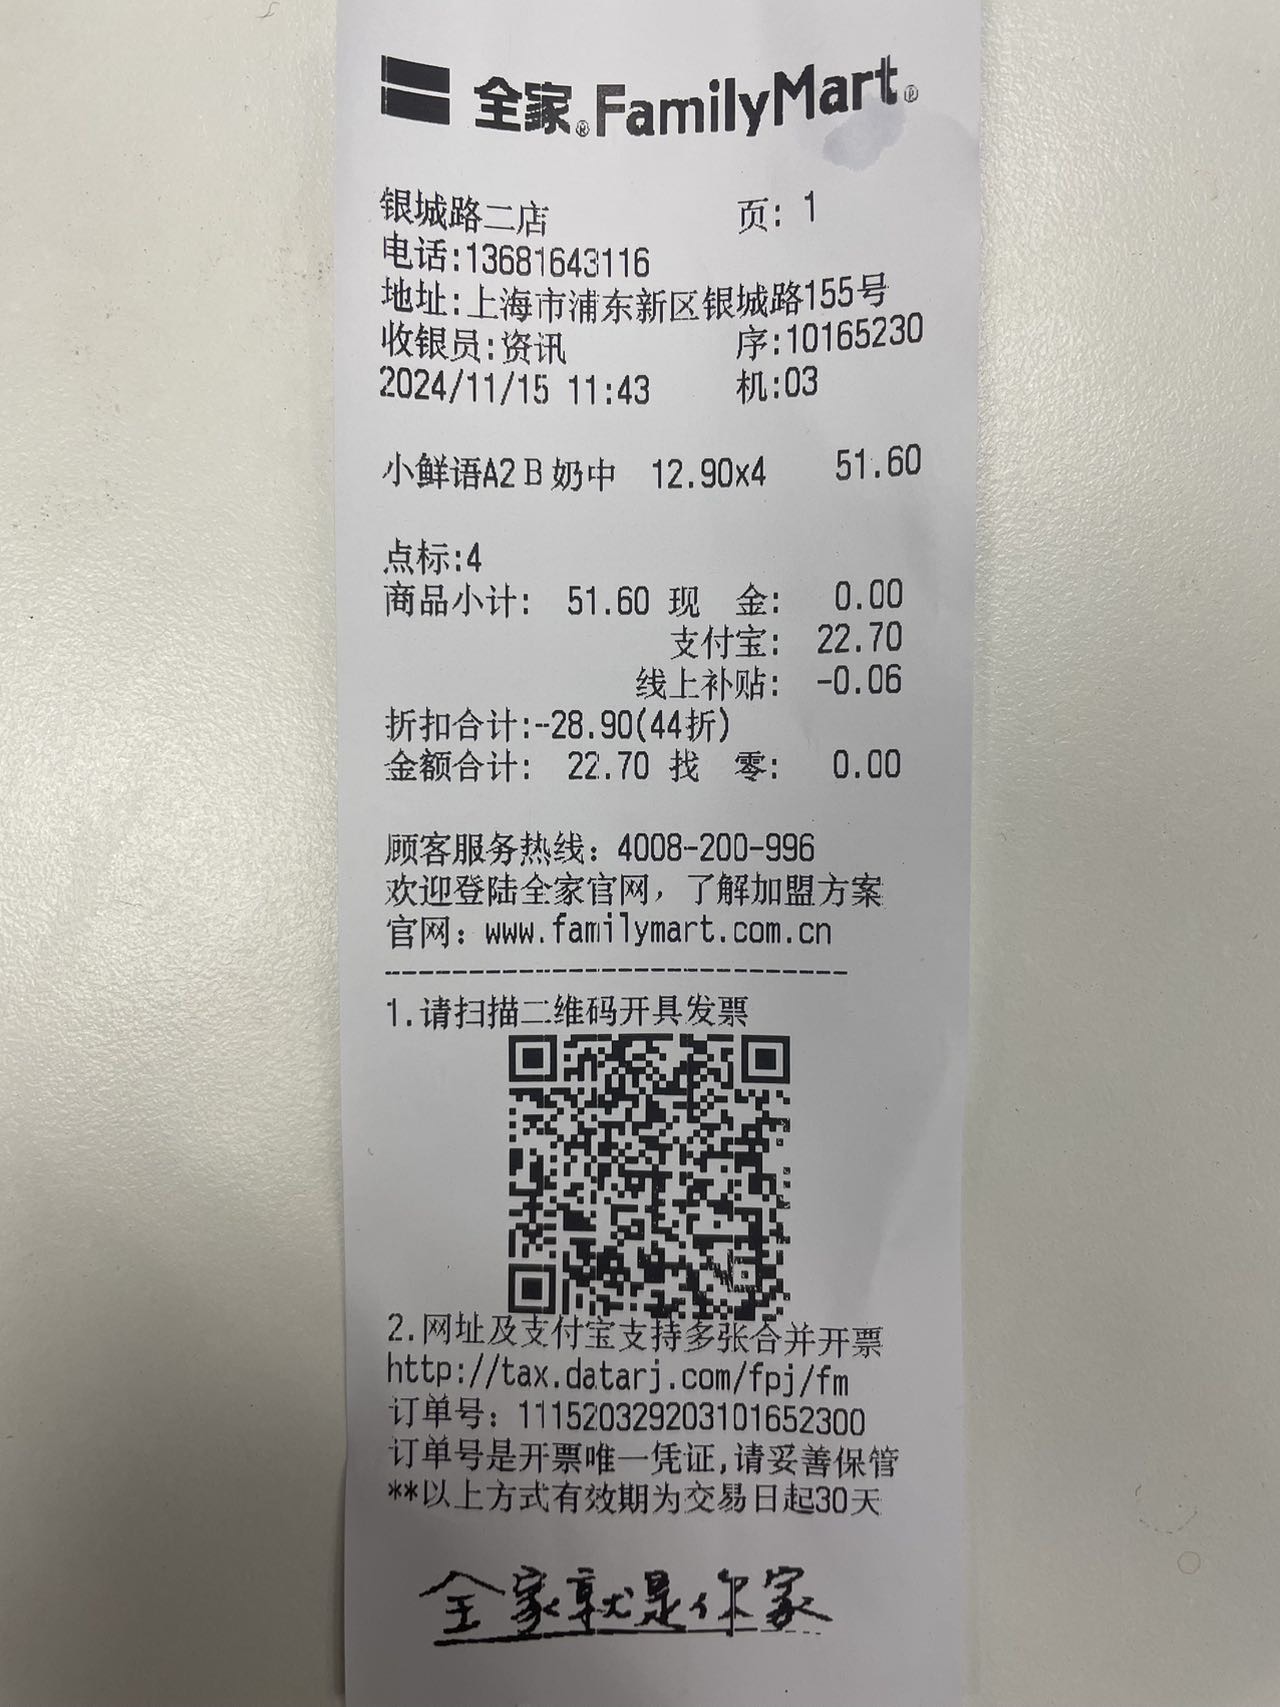 全家® FamilyMart®
银城路二店 页: 1
电话:13681643116
地址:上海市浦东新区银城路155号
收银员:资讯 序:10165230
2024/11/15 11:43 机:03
小鲜语A2Ｂ奶中 12.90x4 51.60
点标:4
商品小计: 51.60 现 金: 0.00
支付宝: 22.70
线上补贴: -0.06
折扣合计:-28.90(44折)
金额合计: 22.70 找 零: 0.00
顾客服务热线：4008-200-996
欢迎登陆全家官网，了解加盟方案
官网：www.familymart.com.cn
----------------------------
1.请扫描二维码开具发票
2.网址及支付宝支持多张合并开票
http://tax.datarj.com/fpj/fm
订单号：111520329203101652300
订单号是开票唯一凭证,请妥善保管
**以上方式有效期为交易日起30天
全家就是你家